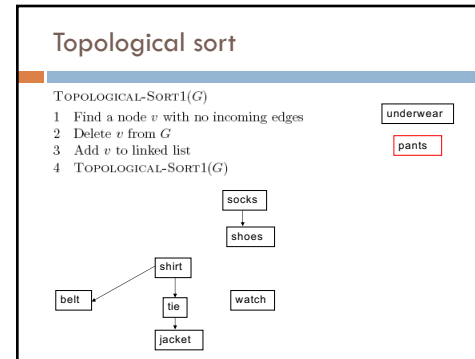 Topological sort
TOPOLOGICAL-SORT1(G)
1 Find a node v with no incoming edges
2 Delete v from G
3 Add v to linked list
4 TOPOLOGICAL-SORT1(G)
underwear
pants
socks
shoes
shirt
belt
tie
watch
jacket